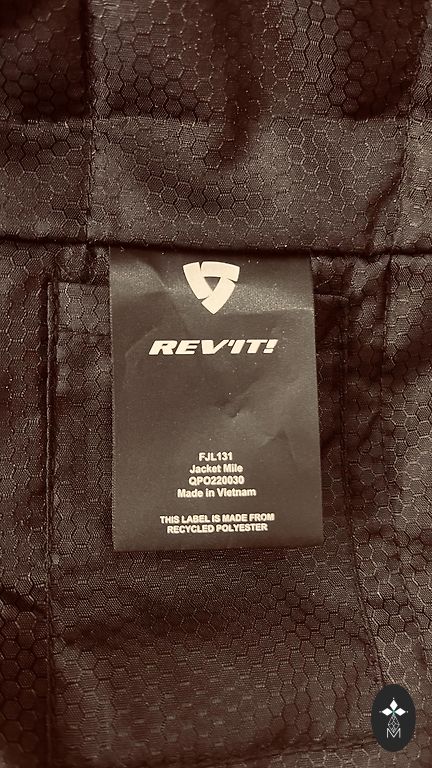 REV'IT!
FJL131
Jacket Mile
QPO220030
Made in Vietnam
THIS LABEL IS MADE FROM
RECYCLED POLYESTER